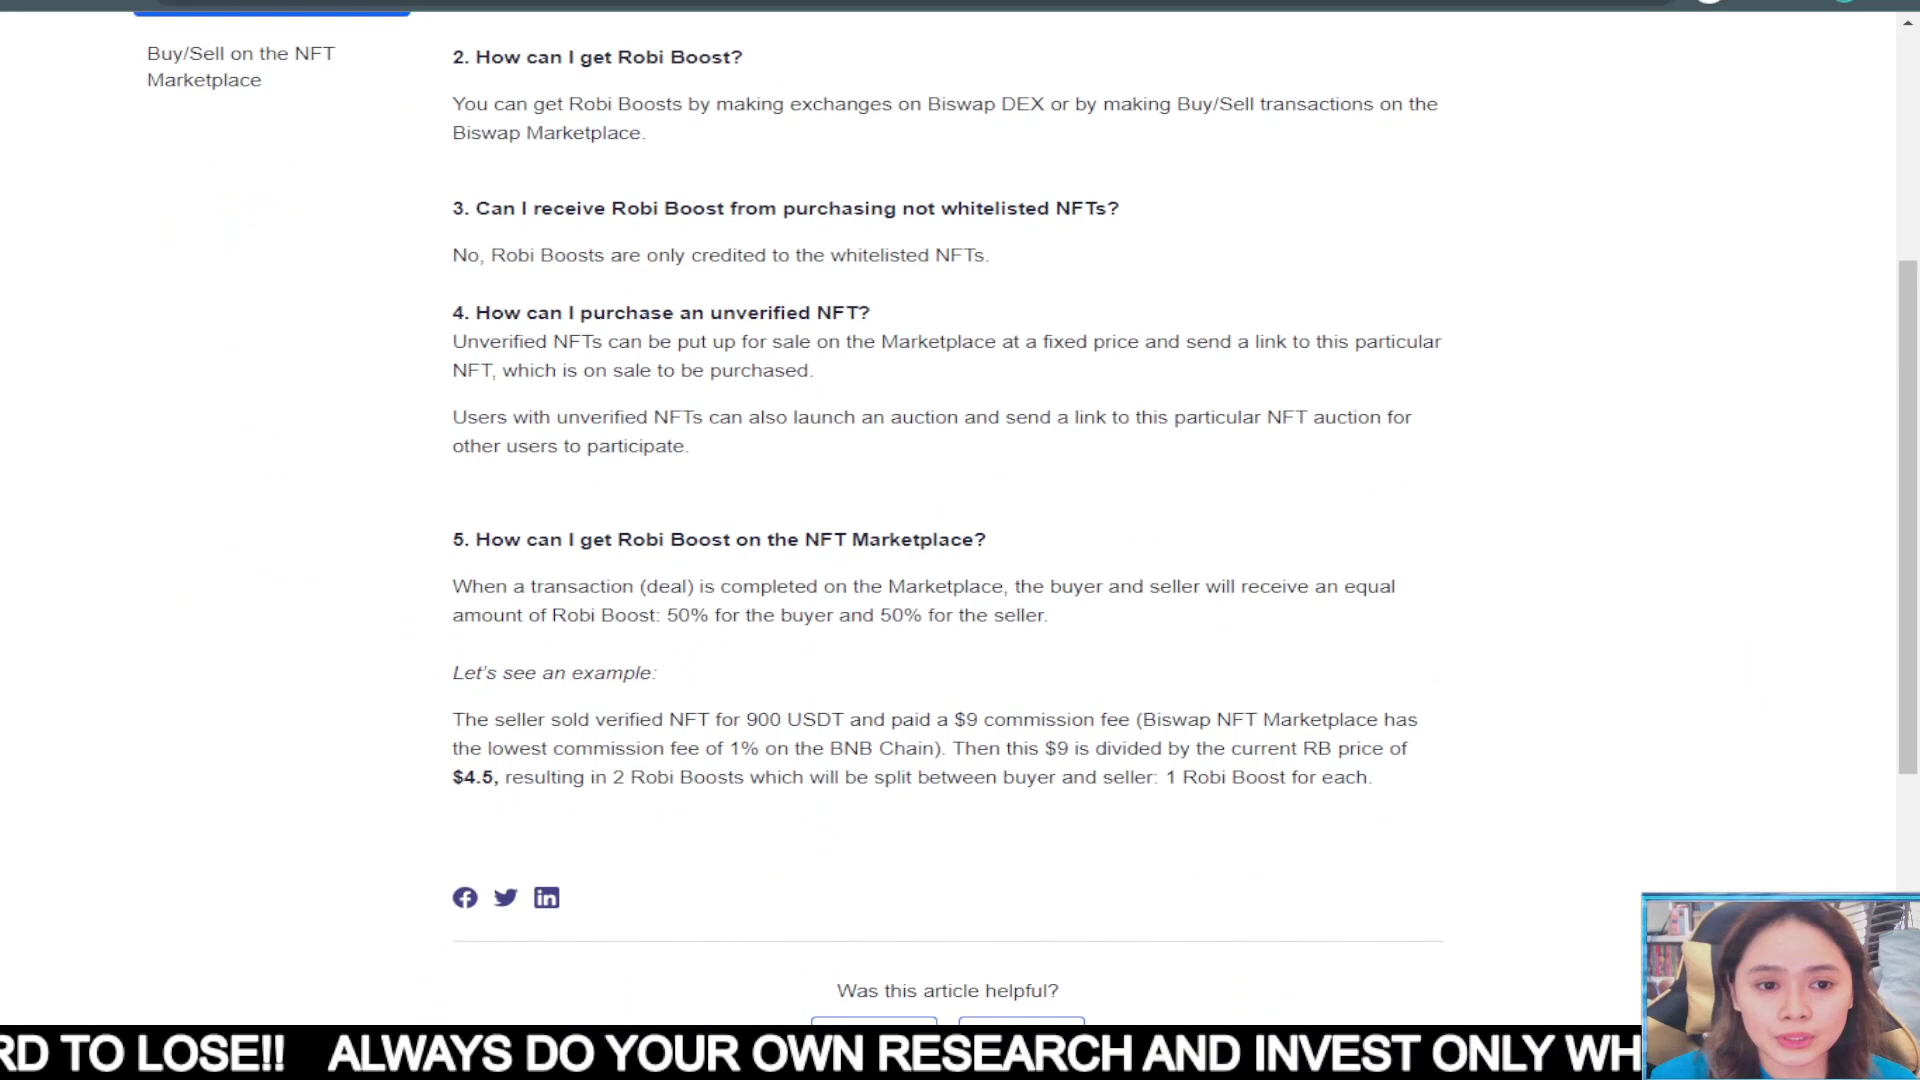 Buy/Sell on the NFT
Marketplace
2. How can I get Robi Boost?
You can get Robi Boosts by making exchanges on Biswap DEX or by making Buy/Sell transactions on the
Biswap Marketplace.
3. Can I receive Robi Boost from purchasing not whitelisted NFTs?
No, Robi Boosts are only credited to the whitelisted NFTs.
4. How can I purchase an unverified NFT?
Unverified NFTs can be put up for sale on the Marketplace at a fixed price and send a link to this particular
NFT, which is on sale to be purchased.
Users with unverified NFTs can also launch an auction and send a link to this particular NFT auction for
other users to participate.
5. How can I get Robi Boost on the NFT Marketplace?
When a transaction (deal) is completed on the Marketplace, the buyer and seller will receive an equal
amount of Robi Boost: 50% for the buyer and 50% for the seller.
Let's see an example:
The seller sold verified NFT for 900 USDT and paid a $9 commission fee (Biswap NFT Marketplace has
the lowest commission fee of 1% on the BNB Chain). Then this $9 is divided by the current RB price of
$4.5, resulting in 2 Robi Boosts which will be split between buyer and seller: 1 Robi Boost for each.
Was this article helpful?
RD TO LOSE!! ALWAYS DO YOUR OWN RESEARCH AND INVEST ONLY WH